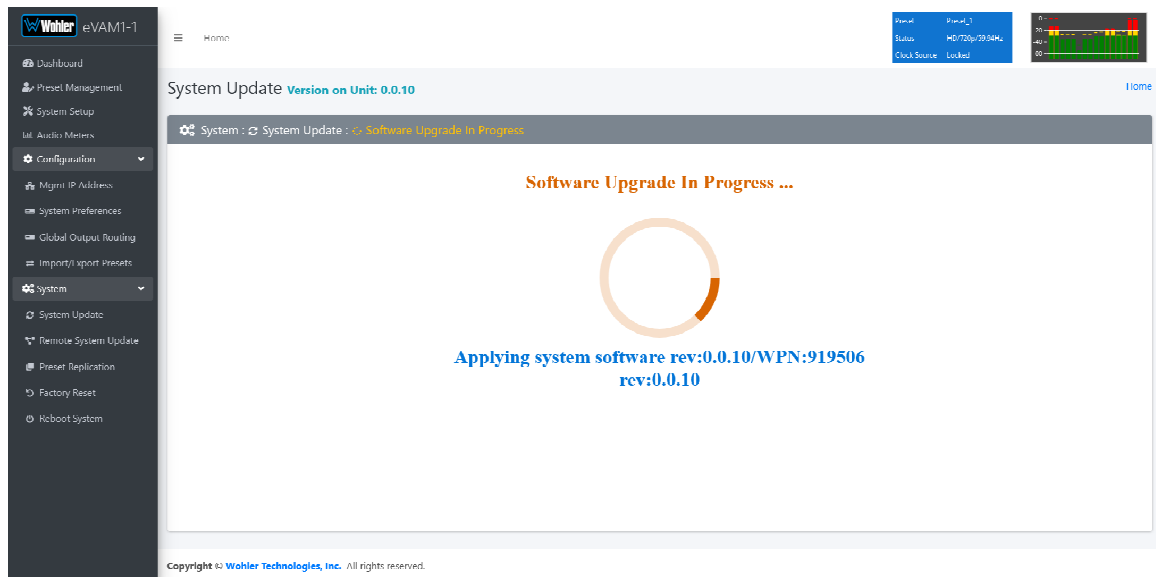 Wohler eVAM1-1
Dashboard
Preset Management
System Setup
Audio Meters
Configuration
Mgmt IP Address
System Preferences
Global Output Routing
Import/Export Presets
System
System Update
Remote System Update
Preset Replication
Factory Reset
Reboot System
Home
Preset Preset_1
Status HD/720p/59.94Hz
Clock Source Locked
0
-20
-40
-60
System Update Version on Unit: 0.0.10
Home
System : System Update : Software Upgrade In Progress
Software Upgrade In Progress ...
Applying system software rev:0.0.10/WPN:919506
rev:0.0.10
Copyright © Wohler Technologies, Inc. All rights reserved.